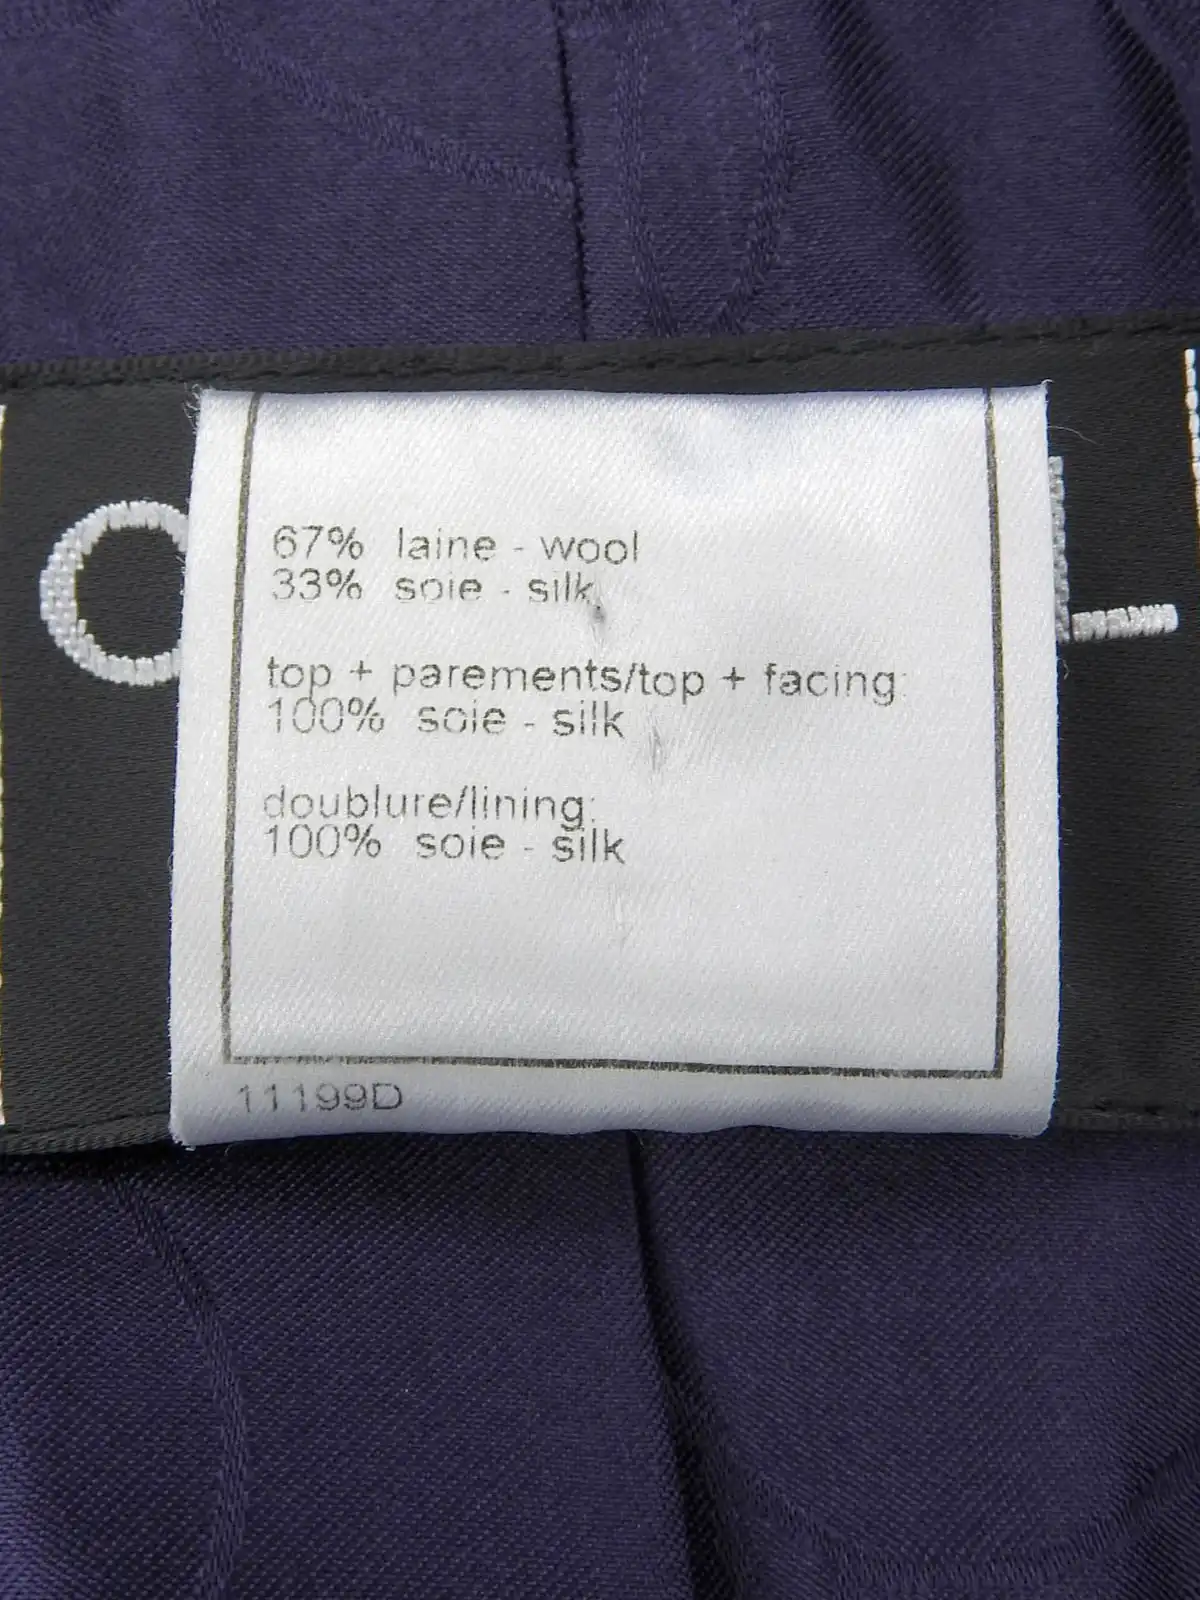 67% laine - wool
33% soie - silk
top + parements/top + facing:
100% soie - silk
doublure/lining:
100% soie - silk
11199D